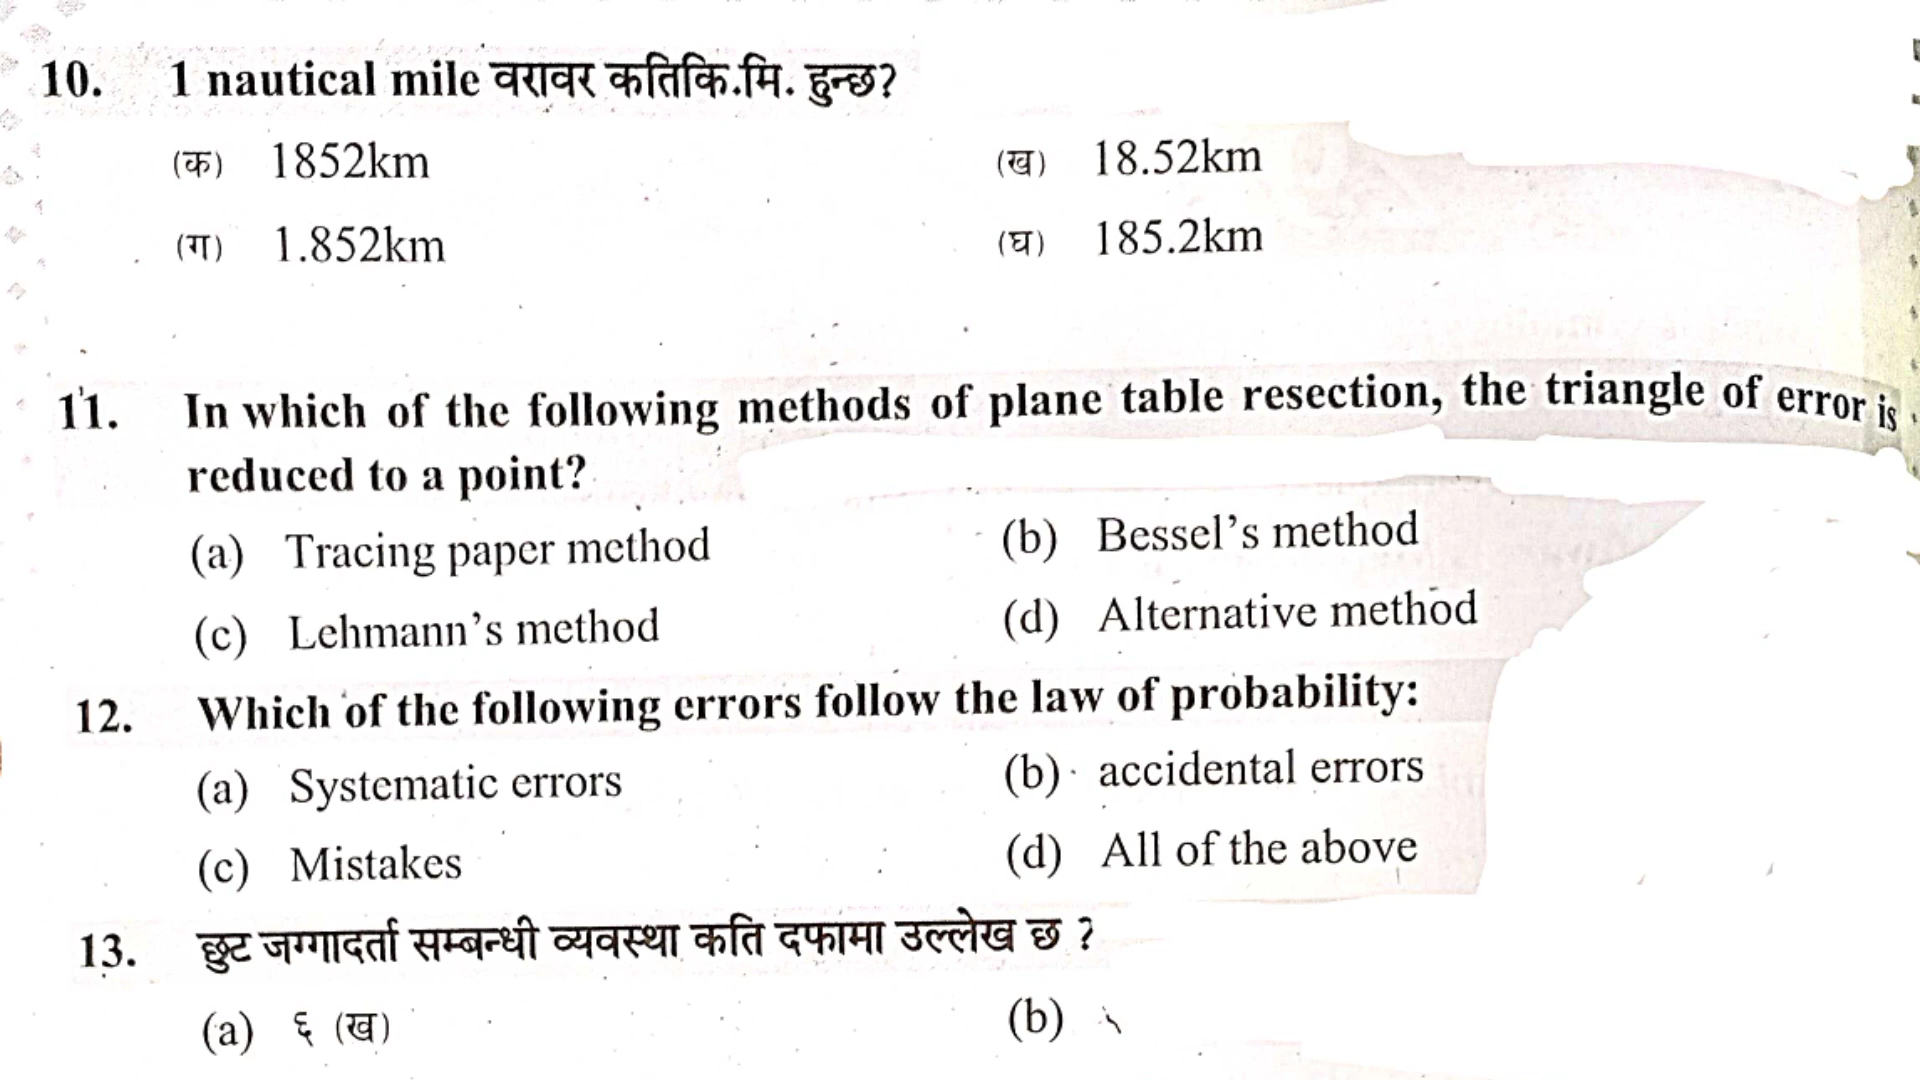 10. 1 nautical mile वरावर कतिकि.मि. हुन्छ?
(क) 1852km (ख) 18.52km
(ग) 1.852km (घ) 185.2km
11. In which of the following methods of plane table resection, the triangle of error is
reduced to a point?
(a) Tracing paper method (b) Bessel's method
(c) Lehmann's method (d) Alternative method
12. Which of the following errors follow the law of probability:
(a) Systematic errors (b) accidental errors
(c) Mistakes (d) All of the above
13. छुट जग्गादर्ता सम्बन्धी व्यवस्था कति दफामा उल्लेख छ ?
(a) ६ (ख) (b)